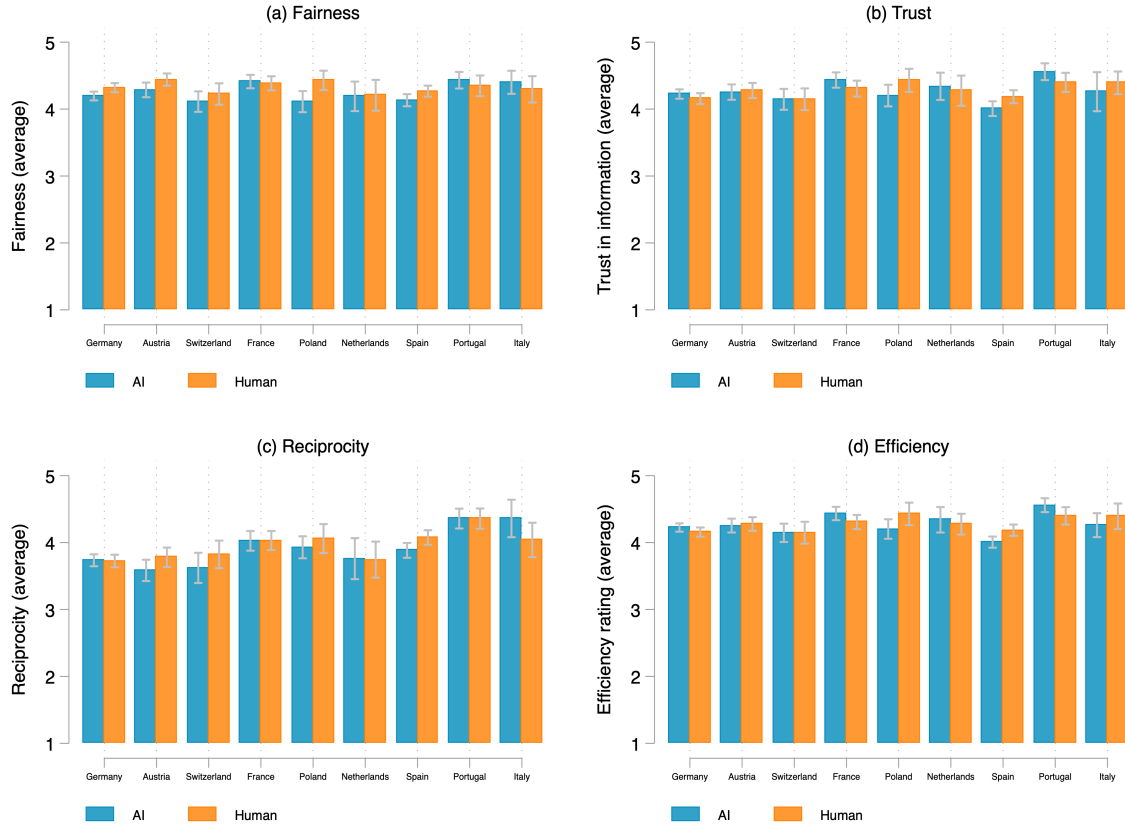 (a) Fairness
Fairness (average)
5
4
3
2
1
Germany Austria Switzerland France Poland Netherlands Spain Portugal Italy
AI Human
(b) Trust
Trust in information (average)
5
4
3
2
1
Germany Austria Switzerland France Poland Netherlands Spain Portugal Italy
AI Human
(c) Reciprocity
Reciprocity (average)
5
4
3
2
1
Germany Austria Switzerland France Poland Netherlands Spain Portugal Italy
AI Human
(d) Efficiency
Efficiency rating (average)
5
4
3
2
1
Germany Austria Switzerland France Poland Netherlands Spain Portugal Italy
AI Human